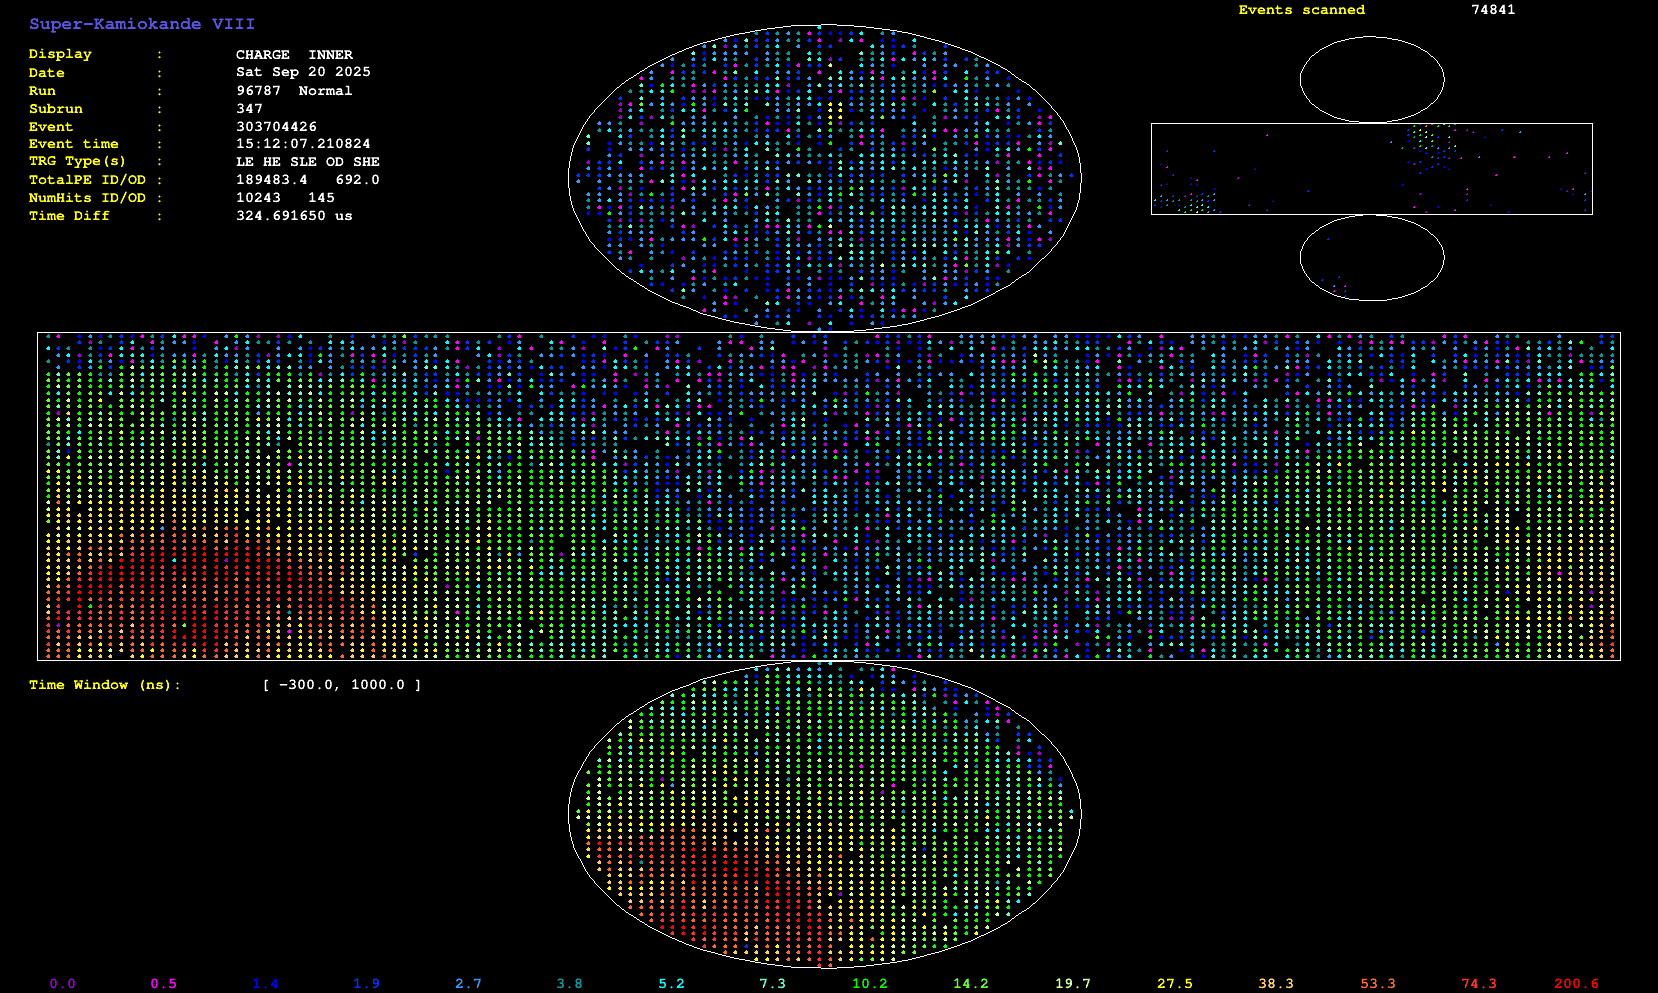 Super-Kamiokande VIII
Events scanned 74841
Display : CHARGE INNER
Date : Sat Sep 20 2025
Run : 96787 Normal
Subrun : 347
Event : 303704426
Event time : 15:12:07.210824
TRG Type(s) : LE HE SLE OD SHE
TotalPE ID/OD : 189483.4 692.0
NumHits ID/OD : 10243 145
Time Diff : 324.691650 us
Time Window (ns): [ -300.0, 1000.0 ]
0.0 0.5 1.4 1.9 2.7 3.8 5.2 7.3 10.2 14.2 19.7 27.5 38.3 53.3 74.3 200.6